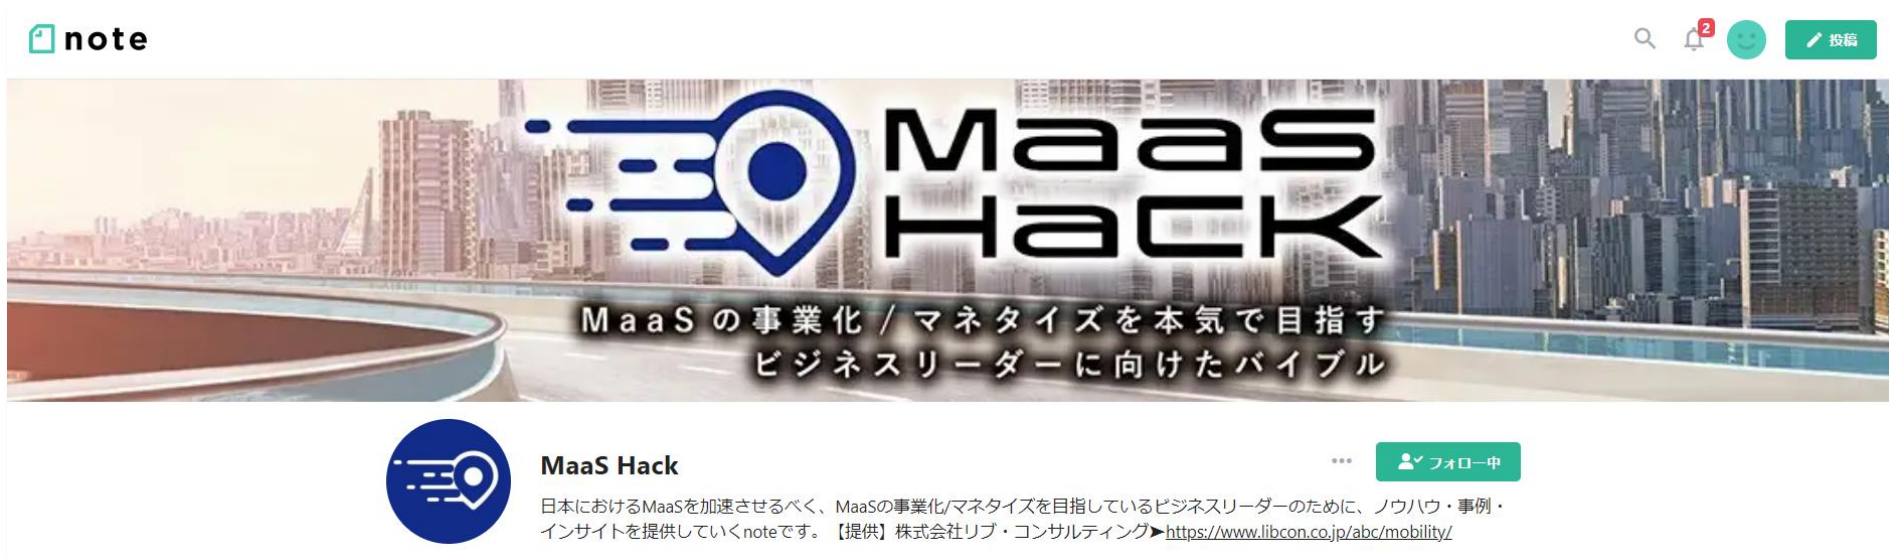 note
2
投稿
MaaS
HaCK
MaaSの事業化/マネタイズを本気で目指す
ビジネスリーダーに向けたバイブル
MaaS Hack
フォロー中
日本におけるMaaSを加速させるべく、MaaSの事業化/マネタイズを目指しているビジネスリーダーのために、ノウハウ・事例・
インサイトを提供していくnoteです。【提供】株式会社リブ・コンサルティング➤https://www.libcon.co.jp/abc/mobility/